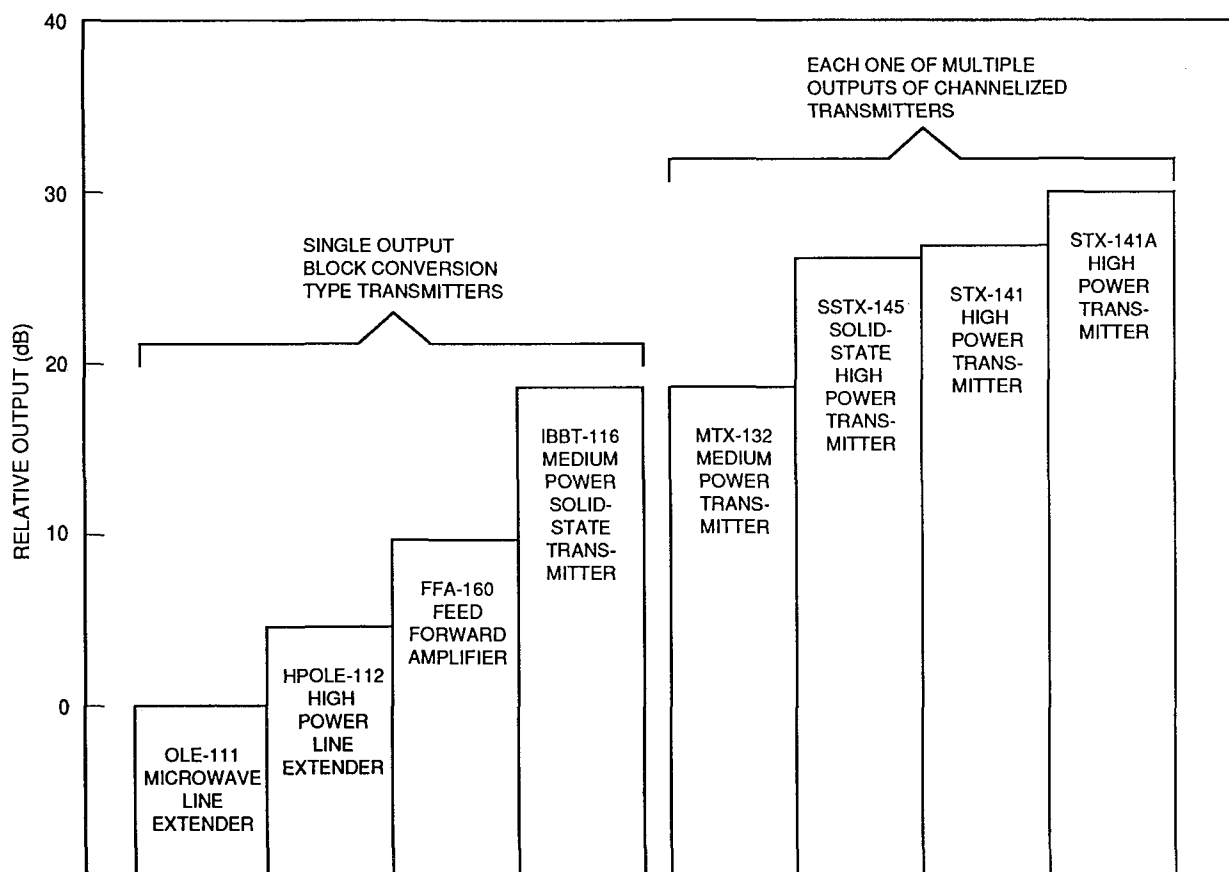 40
30
20
10
0
RELATIVE OUTPUT (dB)
SINGLE OUTPUT
BLOCK CONVERSION
TYPE TRANSMITTERS
EACH ONE OF MULTIPLE
OUTPUTS OF CHANNELIZED
TRANSMITTERS
OLE-111
MICROWAVE
LINE
EXTENDER
HPOLE-112
HIGH
POWER
LINE
EXTENDER
FFA-160
FEED
FORWARD
AMPLIFIER
IBBT-116
MEDIUM
POWER
SOLID-
STATE
TRANS-
MITTER
MTX-132
MEDIUM
POWER
TRANS-
MITTER
SSTX-145
SOLID-
STATE
HIGH
POWER
TRANS-
MITTER
STX-141
HIGH
POWER
TRANS-
MITTER
STX-141A
HIGH
POWER
TRANS-
MITTER